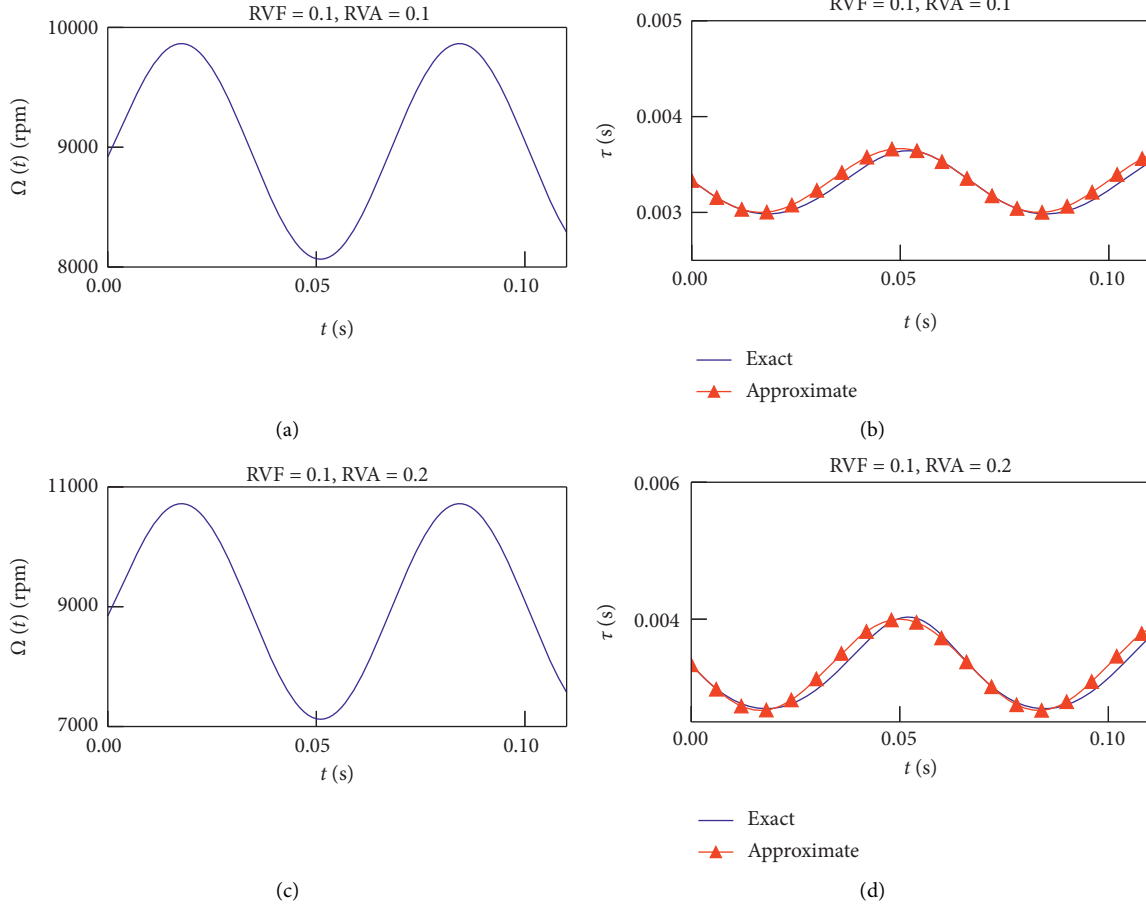 RVF = 0.1, RVA = 0.1
10000
9000
8000
Ω (t) (rpm)
0.00
0.05
0.10
t (s)
(a)
RVF = 0.1, RVA = 0.1
0.005
0.004
0.003
τ (s)
0.00
0.05
0.10
t (s)
Exact
Approximate
(b)
RVF = 0.1, RVA = 0.2
11000
9000
7000
Ω (t) (rpm)
0.00
0.05
0.10
t (s)
(c)
RVF = 0.1, RVA = 0.2
0.006
0.004
τ (s)
0.00
0.05
0.10
t (s)
Exact
Approximate
(d)